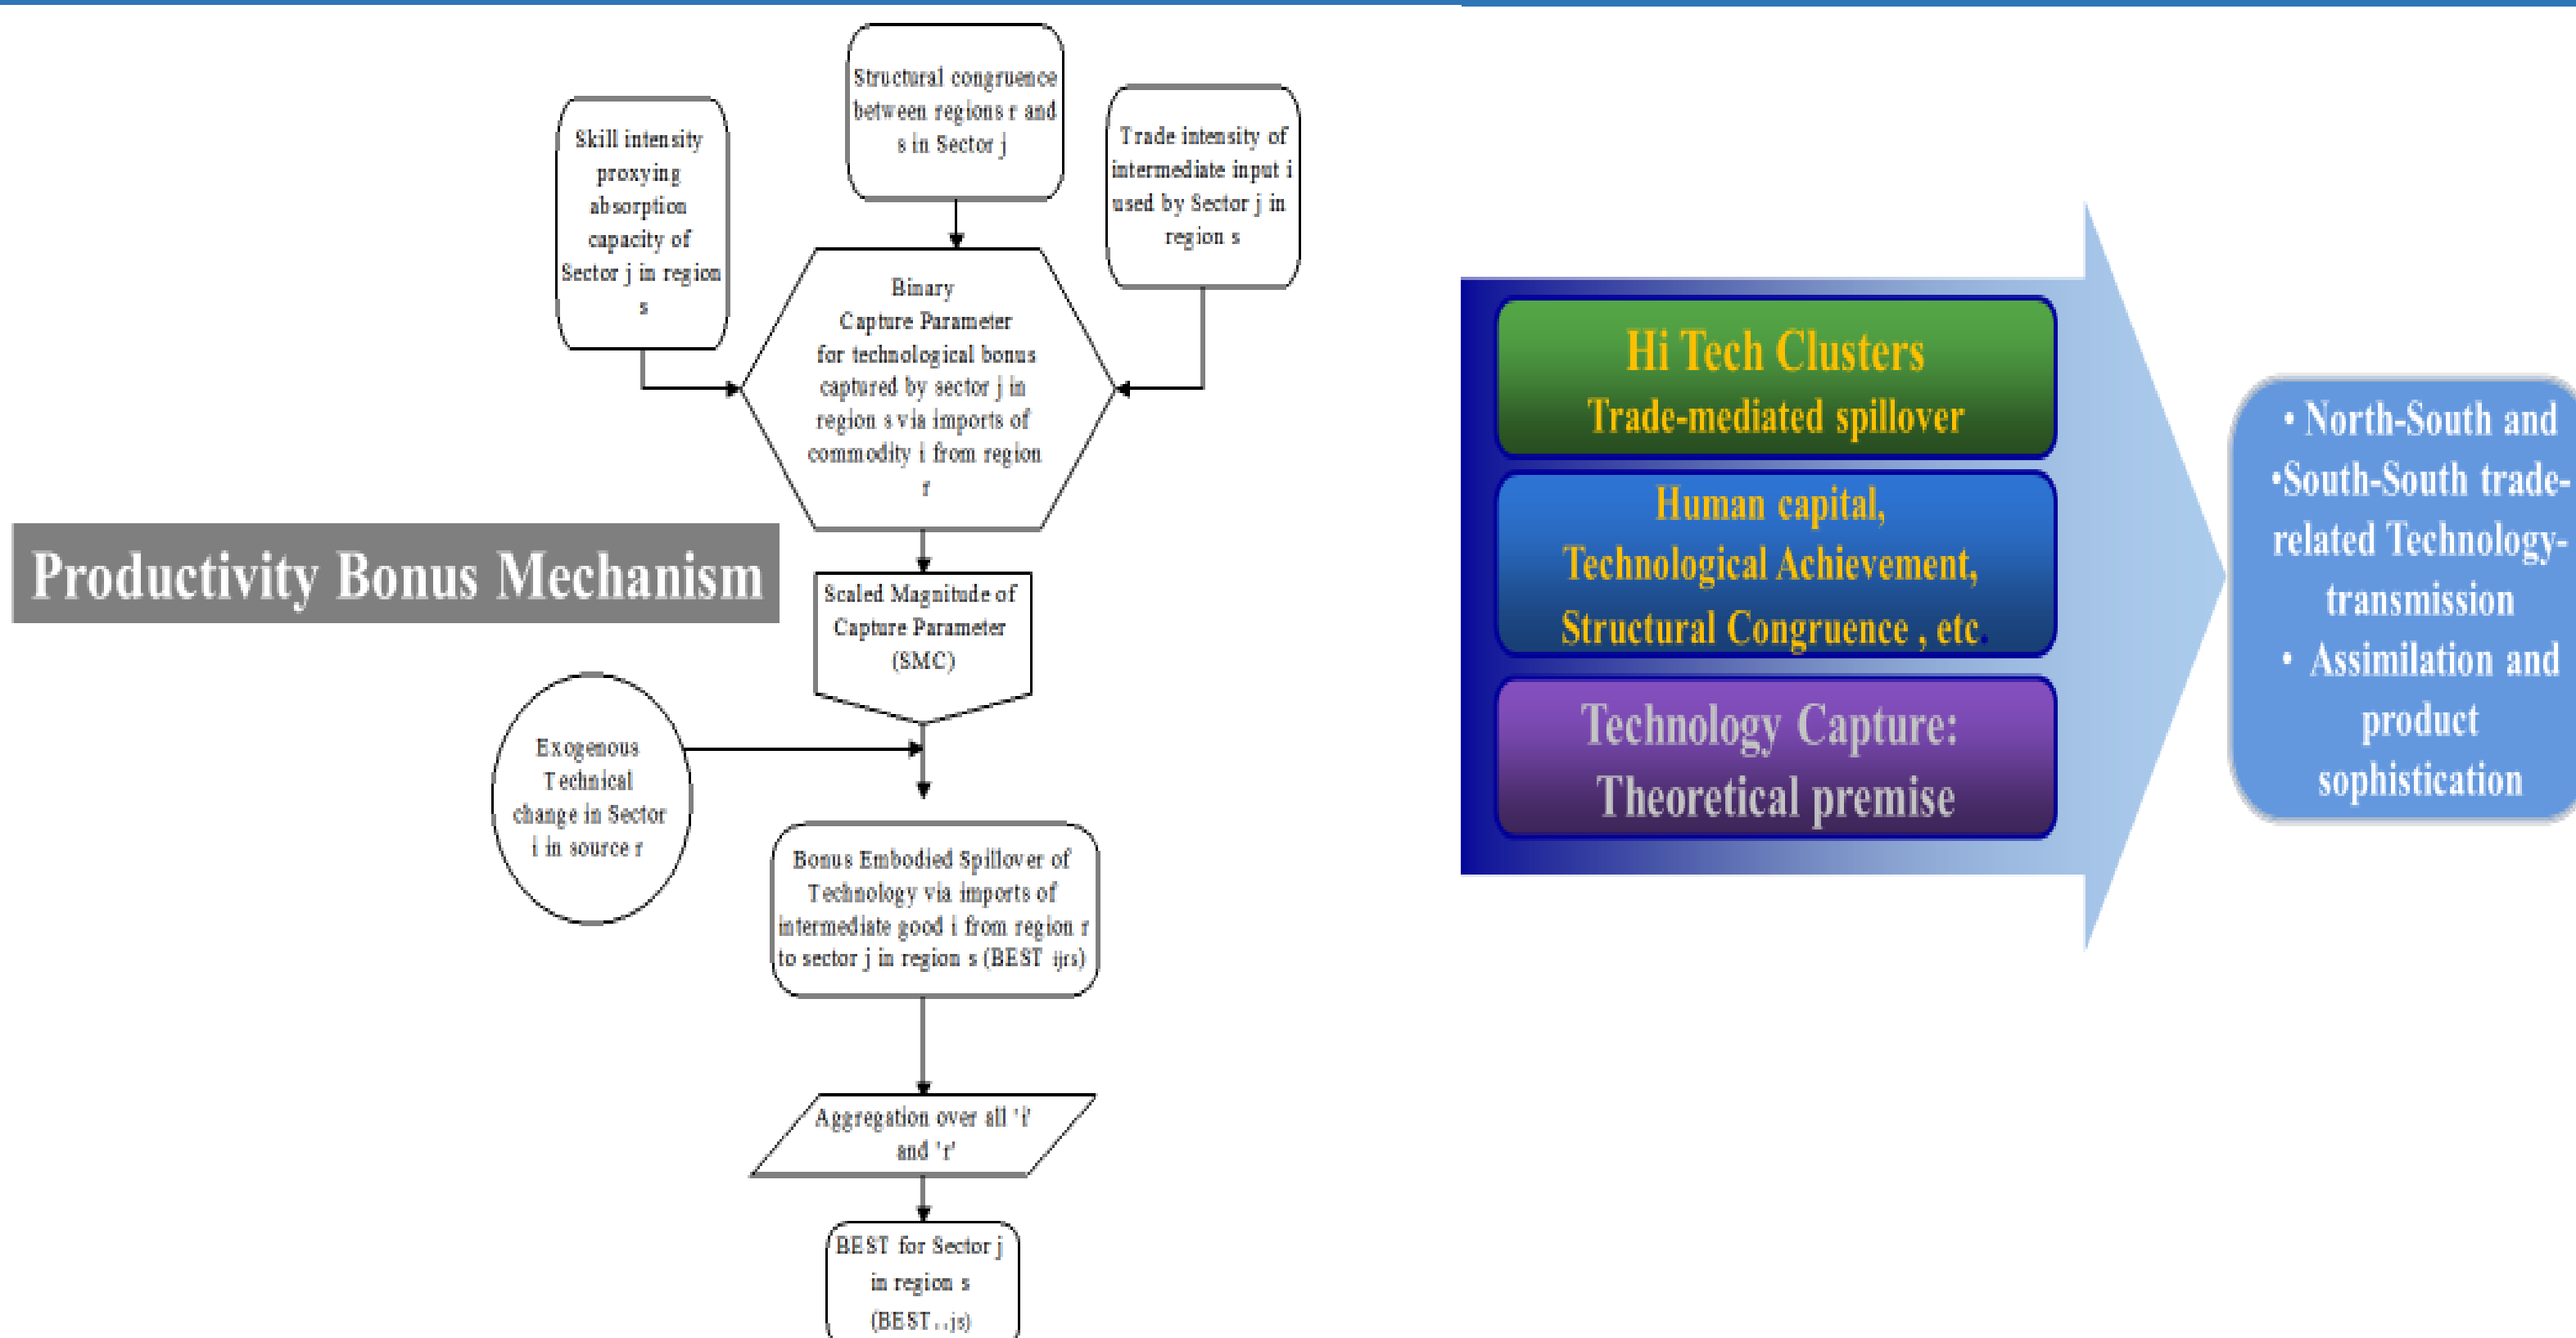 Structural congruence
between regions r and
s in Sector j
Skill intensity
proxying
absorption
capacity of
Sector j in region
s
Trade intensity of
intermediate input i
used by Sector j in
region s
Binary
Capture Parameter
for technological bonus
captured by sector j in
region s via imports of
commodity i from region
r
Productivity Bonus Mechanism
Scaled Magnitude of
Capture Parameter
(SMC)
Exogenous
Technical
change in Sector
i in source r
Bonus Embodied Spillover of
Technology via imports of
intermediate good i from region r
to sector j in region s (BEST ijrs)
Aggregation over all 'i'
and 'r'
BEST for Sector j
in region s
(BEST..js)
Hi Tech Clusters
Trade-mediated spillover
Human capital,
Technological Achievement,
Structural Congruence , etc.
Technology Capture:
Theoretical premise
• North-South and
•South-South trade-
related Technology-
transmission
• Assimilation and
product
sophistication